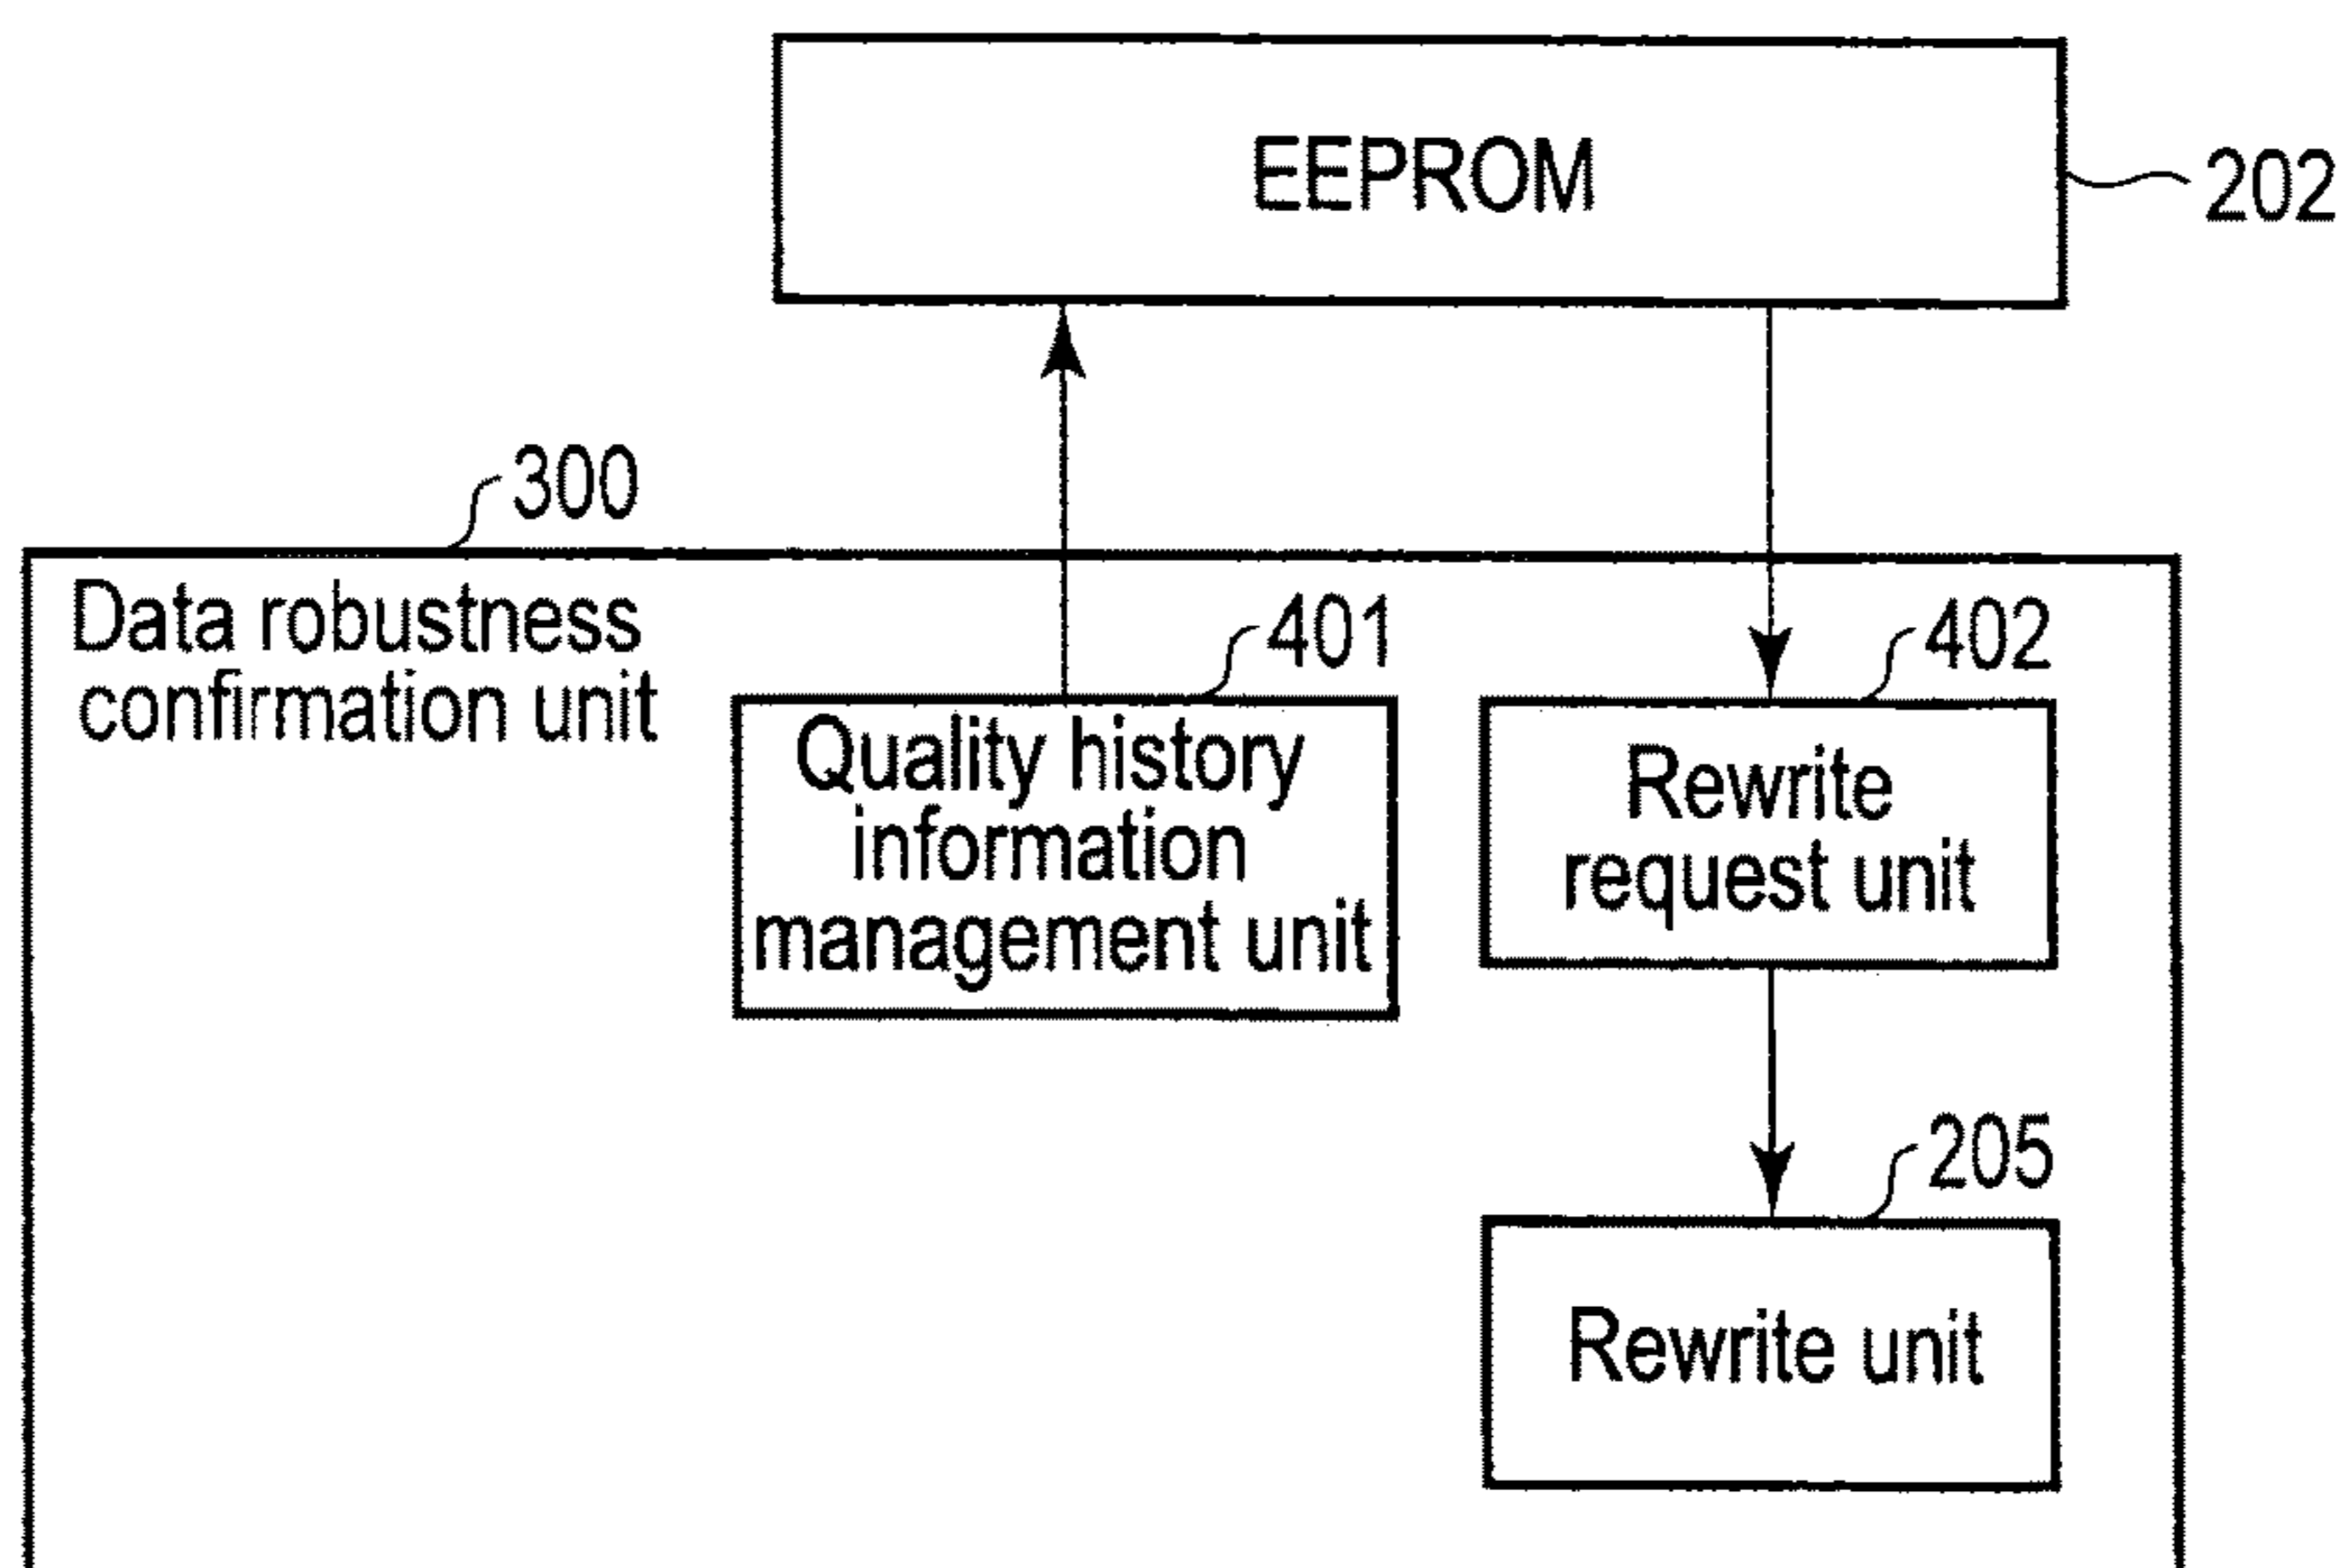 EEPROM
202
300
Data robustness
confirmation unit
401
402
Quality history
information
management unit
Rewrite
request unit
205
Rewrite unit